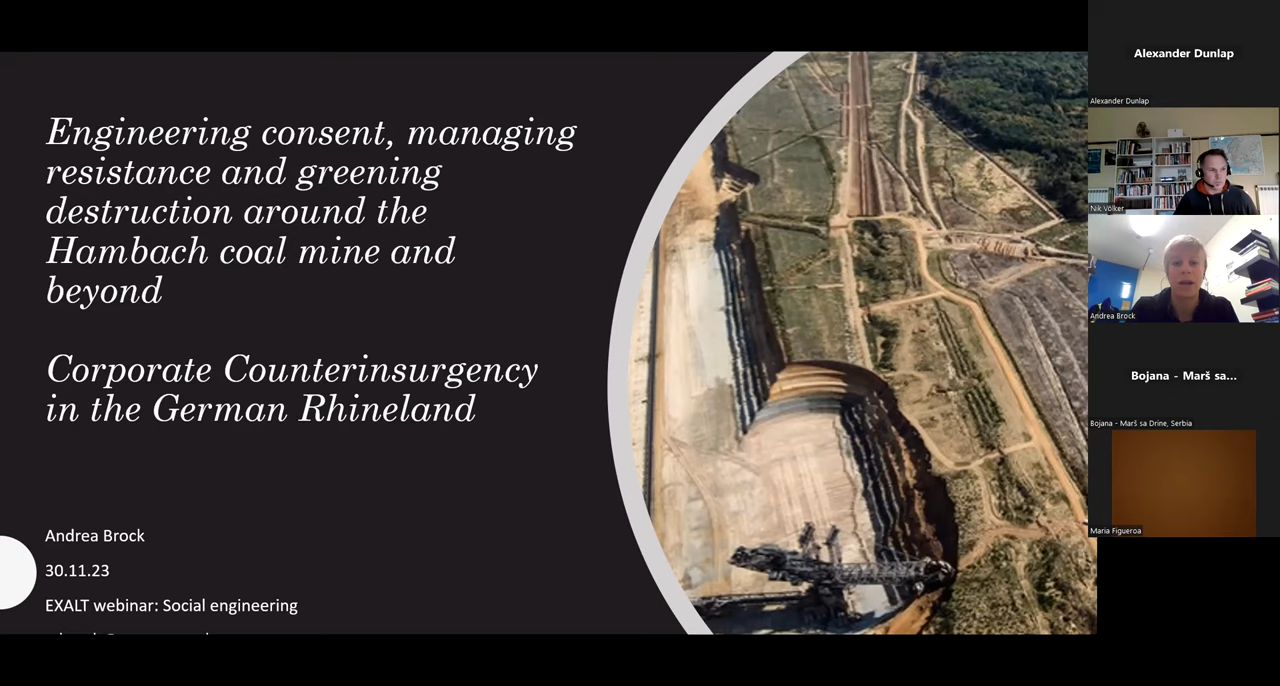 Engineering consent, managing
resistance and greening
destruction around the
Hambach coal mine and
beyond
Corporate Counterinsurgency
in the German Rhineland
Andrea Brock
30.11.23
EXALT webinar: Social engineering
Alexander Dunlap
Alexander Dunlap
Nik Völker
Andrea Brock
Bojana - Marš sa...
Bojana - Marš sa Drine, Serbia
Maria Figueroa